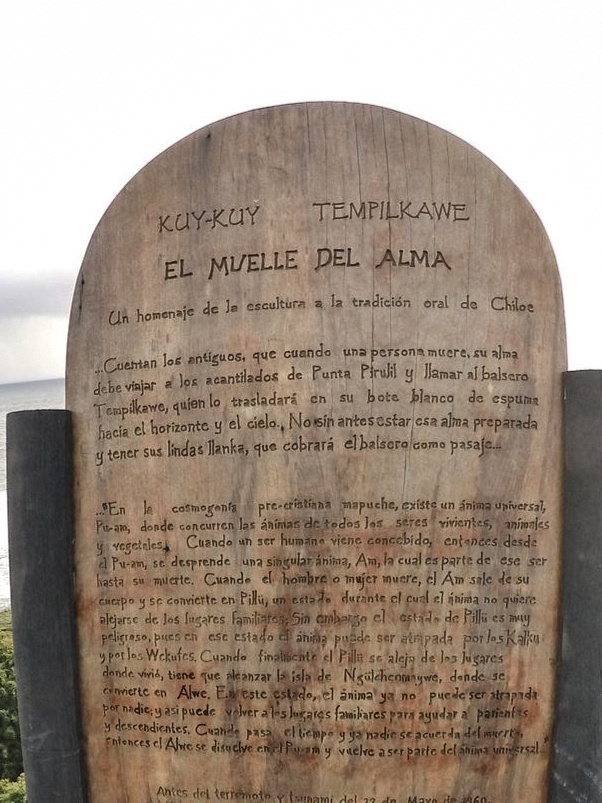 KUY-KUY TEMPILKAWE
EL MUELLE DEL ALMA
Un homenaje de la escultura a la tradición oral de Chiloe
...Cuentan los antiguos, que cuando una persona muere, su alma
debe viajar a los acantilados de Punta Pirulil y llamar al balsero
Tempilkawe, quien lo trasladará en su bote blanco de espuma
hacia el horizonte y el cielo., No sin antes estar esa alma preparada
y tener sus lindas llanka, que cobrará el balsero como pasaje...
..."En la cosmogonía pre-cristiana mapuche, existe un ánima universal,
Pu-am, donde concurren las ánimas de todos los seres vivientes, animales
y vegetales. Cuando un ser humano viene concebido, entonces desde
el Pu-am, se desprende una singular ánima, Am, la cual es parte de ese ser
hasta su muerte. Cuando el hombre o mujer muere, el Am sale de su
cuerpo y se convierte en Pillü, un estado durante el cual el ánima no quiere
alejarse de los lugares familiares; Sin embargo el estado de Pillü es muy
peligroso, pues en ese estado el ánima puede ser atrapada por los Kalku
y por los Wekufes. Cuando finalmente el Pillü se aleja de los lugares
donde vivió, tiene que alcanzar la isla de Ngülchenmaywe, donde se
convierte en Alwe. En este estado, el ánima ya no puede ser atrapada
por nadie; y asi puede volver a los lugares familiares para ayudar a parientes
y descendientes. Cuando pasa el tiempo y ya nadie se acuerda del muerto,
entonces el Alwe se disuelve en el Pu-am y vuelve a ser parte del ánima universal."
Antes del terremoto y tsunami del 22 de Mayo de 1960